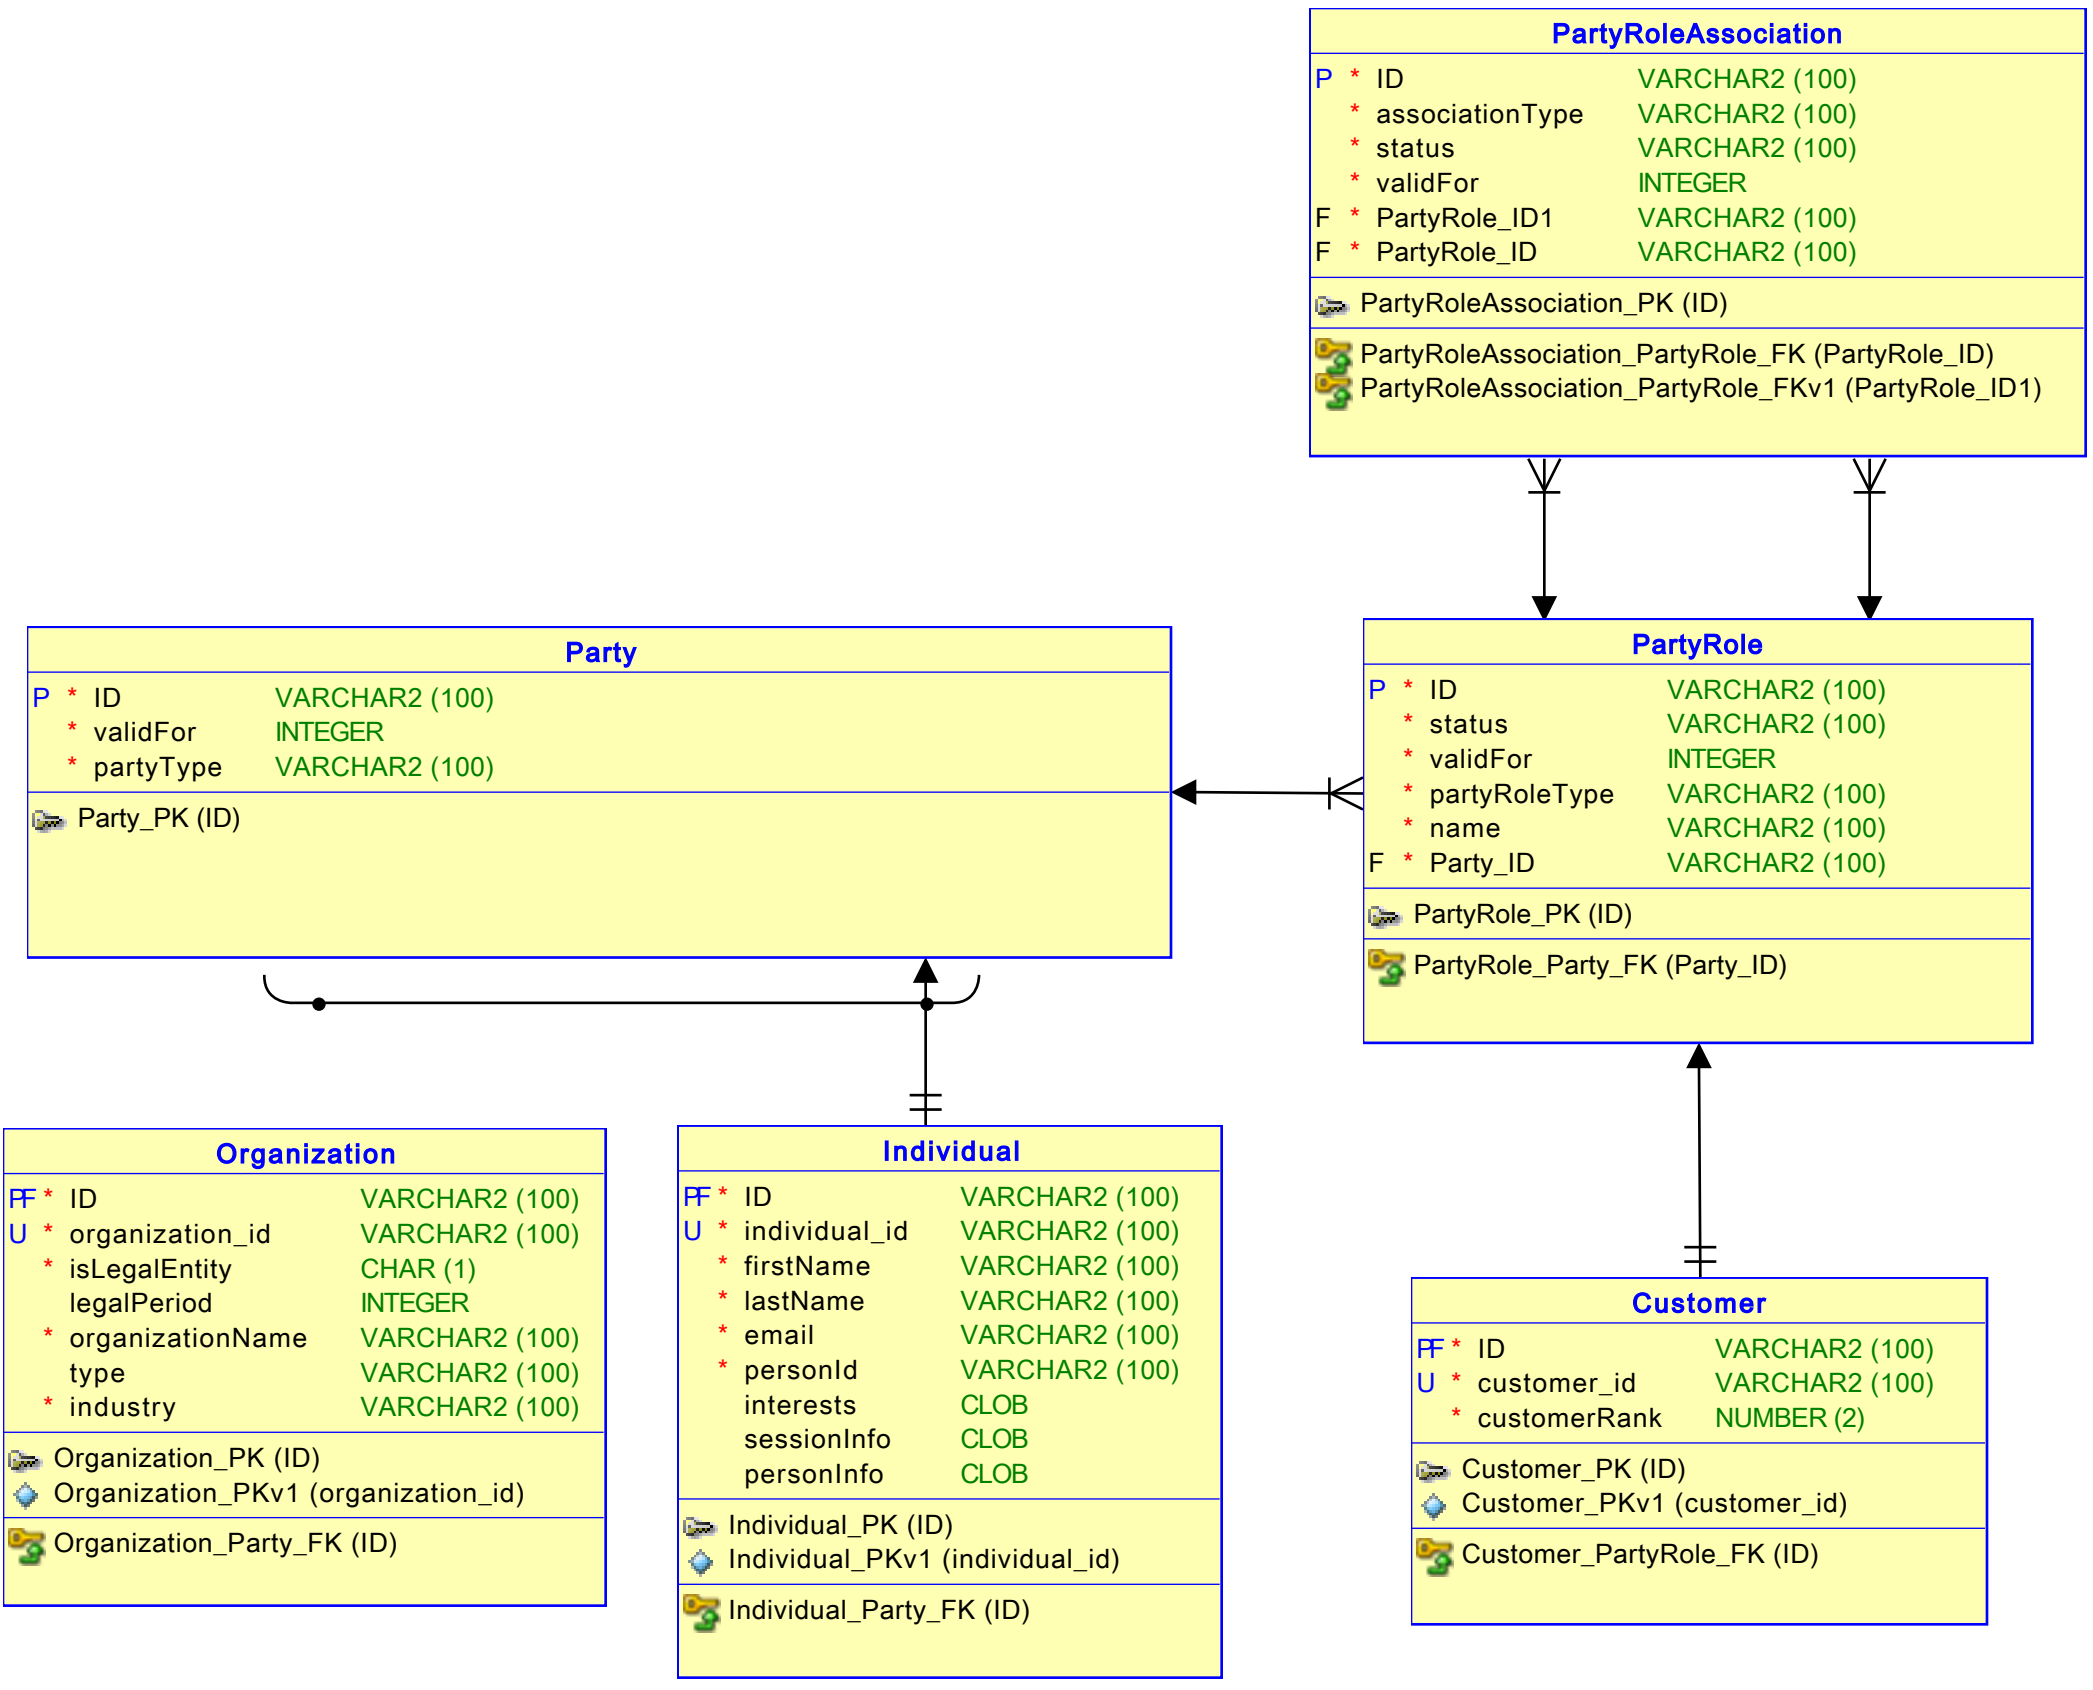 PartyRoleAssociation
P * ID VARCHAR2 (100)
* associationType VARCHAR2 (100)
* status VARCHAR2 (100)
* validFor INTEGER
F * PartyRole_ID1 VARCHAR2 (100)
F * PartyRole_ID VARCHAR2 (100)
PartyRoleAssociation_PK (ID)
PartyRoleAssociation_PartyRole_FK (PartyRole_ID)
PartyRoleAssociation_PartyRole_FKv1 (PartyRole_ID1)
Party
P * ID VARCHAR2 (100)
* validFor INTEGER
* partyType VARCHAR2 (100)
Party_PK (ID)
PartyRole
P * ID VARCHAR2 (100)
* status VARCHAR2 (100)
* validFor INTEGER
* partyRoleType VARCHAR2 (100)
* name VARCHAR2 (100)
F * Party_ID VARCHAR2 (100)
PartyRole_PK (ID)
PartyRole_Party_FK (Party_ID)
Organization
PF * ID VARCHAR2 (100)
U * organization_id VARCHAR2 (100)
* isLegalEntity CHAR (1)
legalPeriod INTEGER
* organizationName VARCHAR2 (100)
type VARCHAR2 (100)
* industry VARCHAR2 (100)
Organization_PK (ID)
Organization_PKv1 (organization_id)
Organization_Party_FK (ID)
Individual
PF * ID VARCHAR2 (100)
U * individual_id VARCHAR2 (100)
* firstName VARCHAR2 (100)
* lastName VARCHAR2 (100)
* email VARCHAR2 (100)
* personId VARCHAR2 (100)
interests CLOB
sessionInfo CLOB
personInfo CLOB
Individual_PK (ID)
Individual_PKv1 (individual_id)
Individual_Party_FK (ID)
Customer
PF * ID VARCHAR2 (100)
U * customer_id VARCHAR2 (100)
* customerRank NUMBER (2)
Customer_PK (ID)
Customer_PKv1 (customer_id)
Customer_PartyRole_FK (ID)